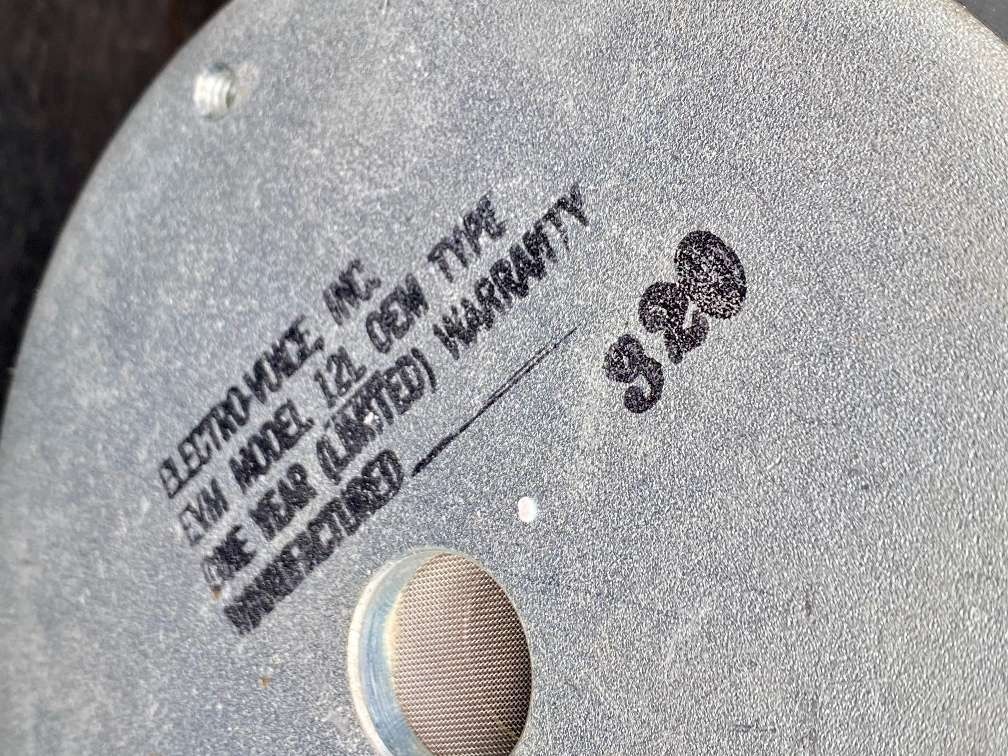 ELECTRO-VOICE, INC.
EVM MODEL 12L OEM TYPE
ONE YEAR (LIMITED) WARRANTY
MANUFACTURED
920